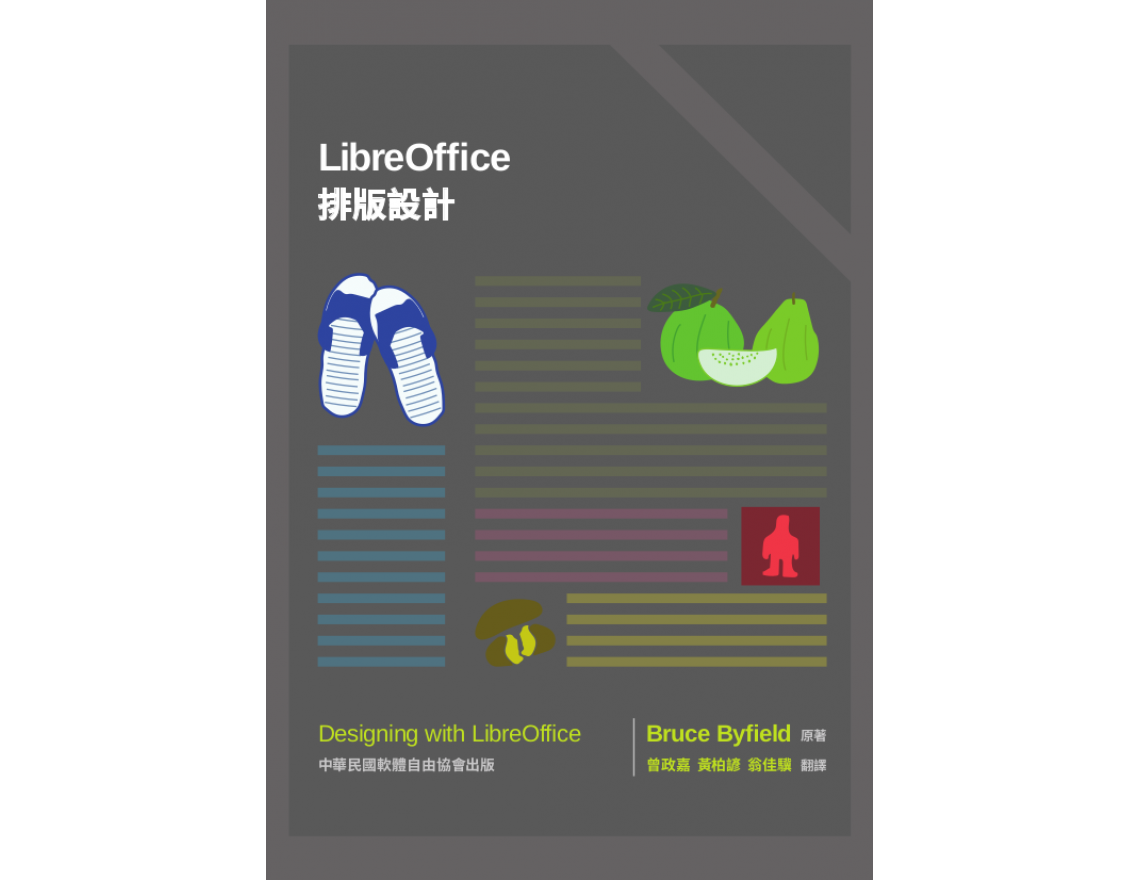 LibreOffice
排版設計
Designing with LibreOffice
中華民國軟體自由協會出版
Bruce Byfield 原著
曾政嘉 黃柏諺 翁佳驥 翻譯